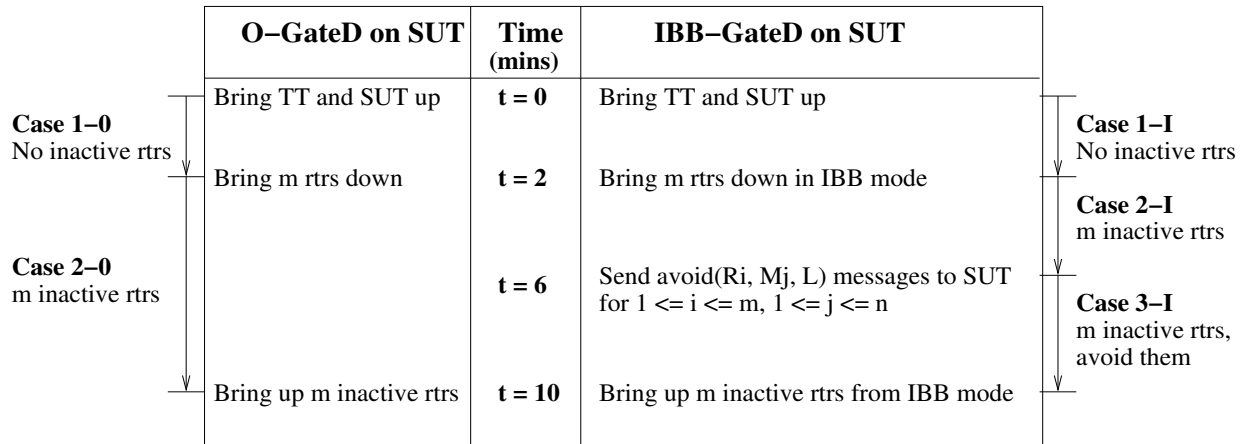 O−GateD on SUT Time (mins) IBB−GateD on SUT
Bring TT and SUT up t = 0 Bring TT and SUT up
Case 1−0
No inactive rtrs
Case 1−I
No inactive rtrs
Bring m rtrs down t = 2 Bring m rtrs down in IBB mode
Case 2−I
m inactive rtrs
Case 2−0
m inactive rtrs
t = 6 Send avoid(Ri, Mj, L) messages to SUT
for 1 <= i <= m, 1 <= j <= n
Case 3−I
m inactive rtrs,
avoid them
Bring up m inactive rtrs t = 10 Bring up m inactive rtrs from IBB mode